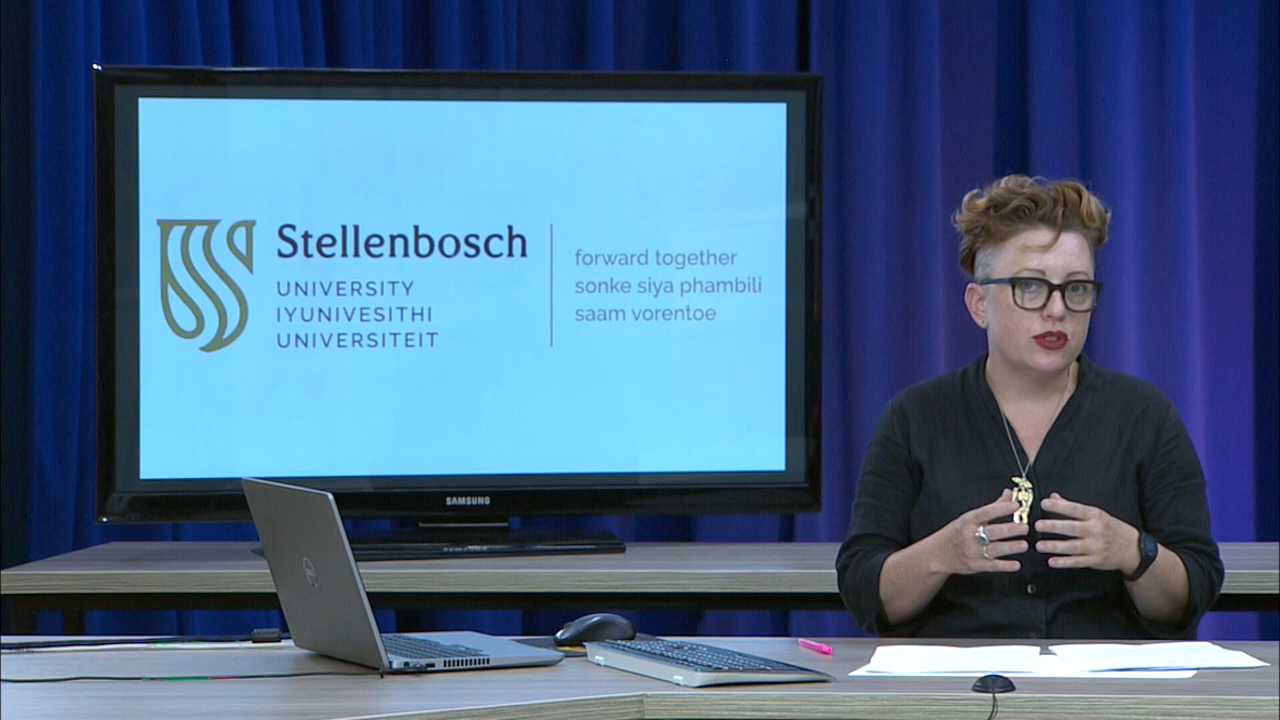 Stellenbosch
UNIVERSITY
IYUNIVESITHI
UNIVERSITEIT
forward together
sonke siya phambili
saam vorentoe
SAMSUNG